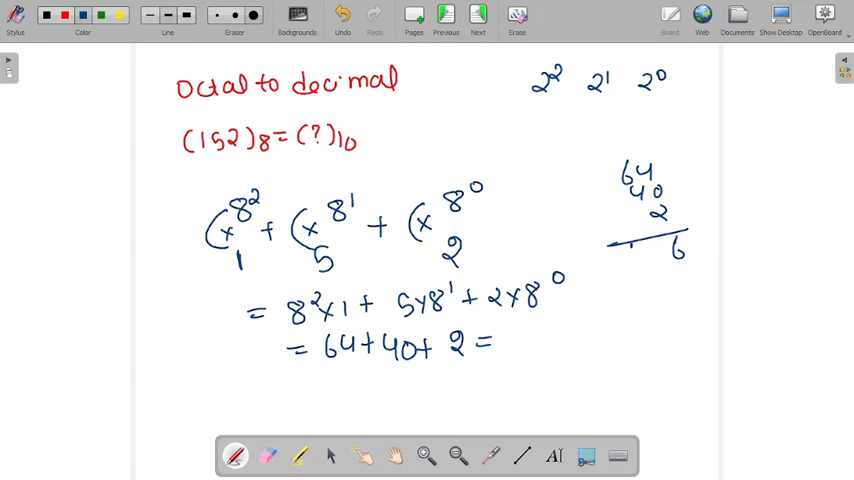 Stylus Color Line Eraser Backgrounds Undo Redo Pages Previous Next Erase Board Web Documents Show Desktop OpenBoard
Octal to decimal
2² 2¹ 2⁰
(152)₈ = (?)₁₀
64
40
2
6
8² + 8¹ + 8⁰
( x ( x ( x
1 5 2
= 8² x 1 + 5 x 8¹ + 2 x 8⁰
= 64 + 40 + 2 =